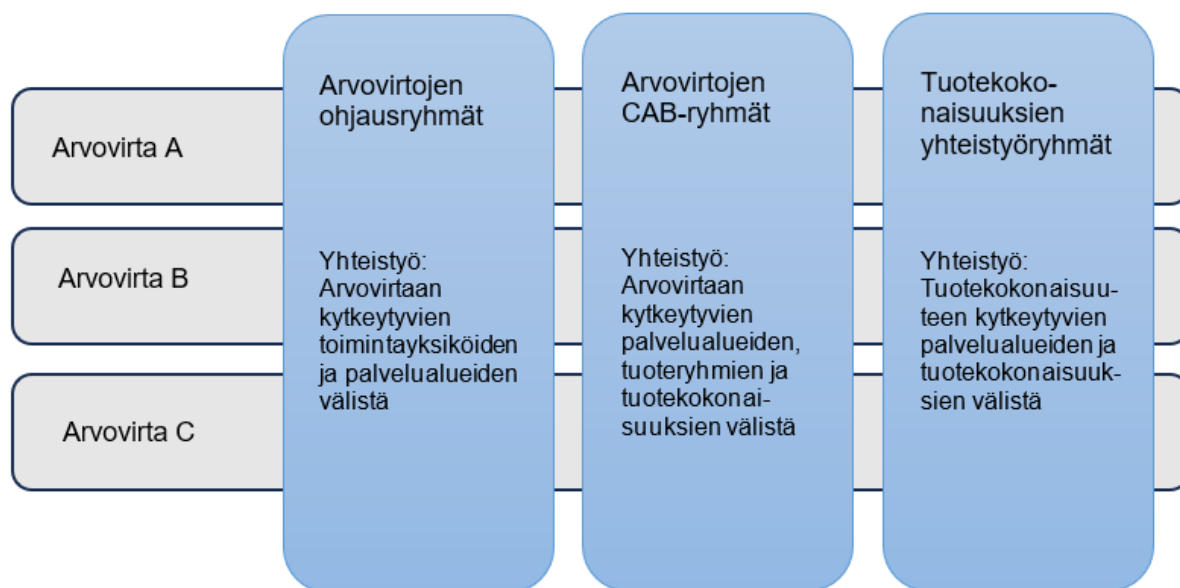 Arvovirta A
Arvovirta B
Arvovirta C
Arvovirtojen
ohjausryhmät
Yhteistyö:
Arvovirtaan
kytkeytyvien
toimintayksiköiden
ja palvelualueiden
välistä
Arvovirtojen
CAB-ryhmät
Yhteistyö:
Arvovirtaan
kytkeytyvien
palvelualueiden,
tuoteryhmien ja
tuotekokonai-
suuksien välistä
Tuotekoko-
naisuuksien
yhteistyöryhmät
Yhteistyö:
Tuotekokonaisuu-
teen kytkeytyvien
palvelualueiden ja
tuotekokonaisuuk-
sien välistä